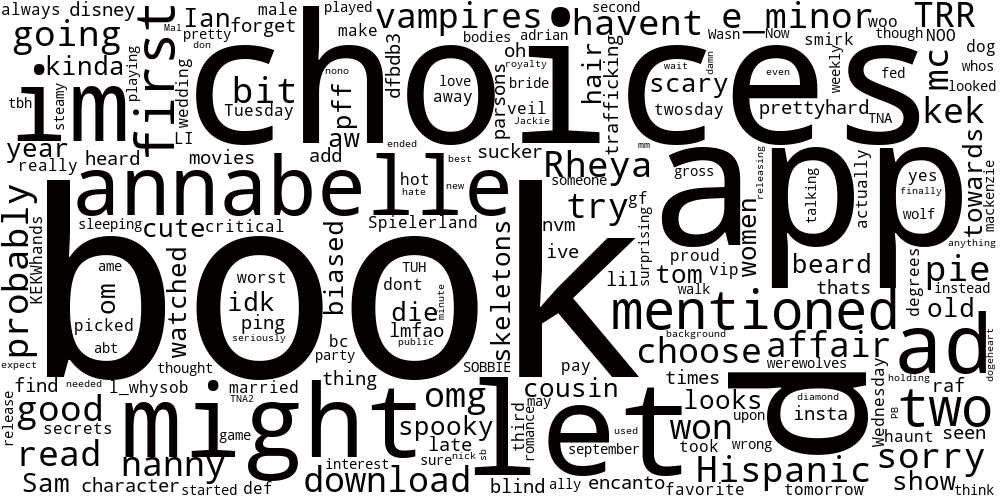 always disney Mal Ian male played second woo TRR
going pretty forget make vampires bodies adrian havent e_minor Wasn Now though NOO
kinda playing first don choices nono oh hair smirk dog
im steamy wedding bit Tuesday pff dfbdb3 love away parsons royalty bride veil Jackie trafficking wait scary damn twosday even weekly prettyhard fed TNA mc whos looked kek
tbh LI aw ended
year really heard movies add best sucker mm Rheya gross releasing app yes finally wolf towards mackenzie
annabelle hot hate new someone try gf talking actually
probably KEKWhands sleeping cute critical Spielerland nvm surprising proud women anything
book ame om picked abt watched worst idk ping seriously biased TUH dont die minute lmfao public skeletons ive lil tom vip walk beard thats degrees pie instead old
bc party background mentioned choose affair ad dogeheart
expect thought SOBBIE pay werewolves
find needed l_whysob married thing omg cousin times diamond holding raf
release good secrets might TNA2 game spooky let third may romance used looks upon won insta Wednesday PB two
read nanny late sure nick sb september took wrong haunt seen sorry
Sam character started def interest download blind ally encanto Hispanic favorite tomorrow show think
g